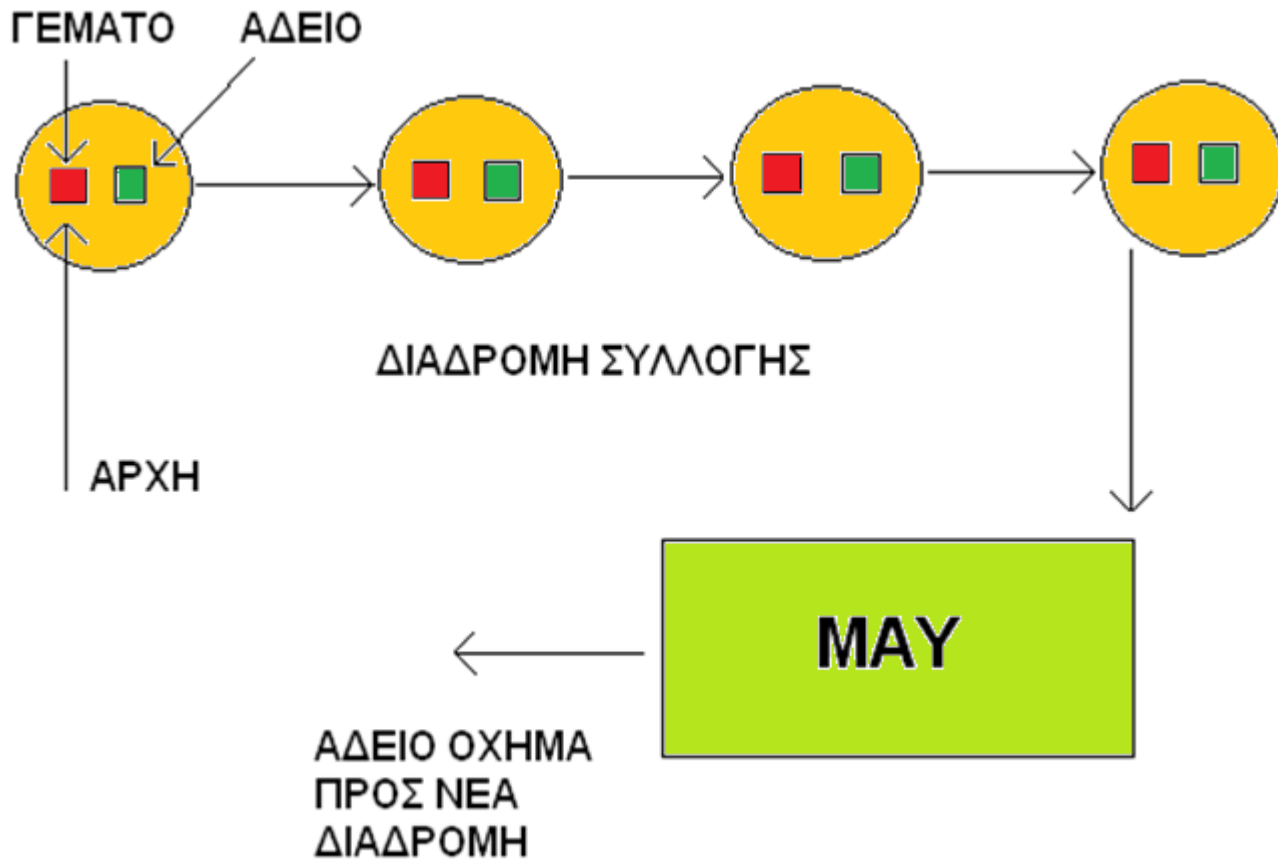 ΓΕΜΑΤΟ ΑΔΕΙΟ
ΔΙΑΔΡΟΜΗ ΣΥΛΛΟΓΗΣ
ΑΡΧΗ
ΜΑΥ
ΑΔΕΙΟ ΟΧΗΜΑ
ΠΡΟΣ ΝΕΑ
ΔΙΑΔΡΟΜΗ